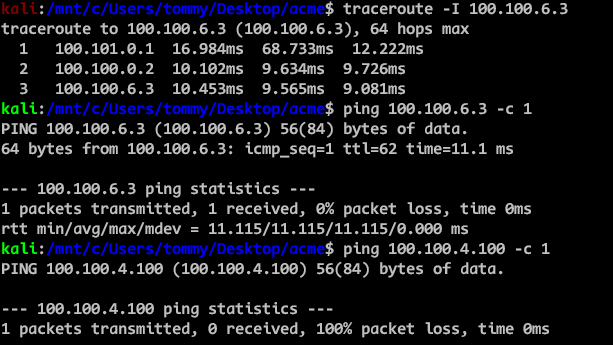 kali:/mnt/c/Users/tommy/Desktop/acme$ traceroute -I 100.100.6.3
traceroute to 100.100.6.3 (100.100.6.3), 64 hops max
  1   100.101.0.1  16.984ms  68.733ms  12.222ms
  2   100.100.0.2  10.102ms  9.634ms  9.726ms
  3   100.100.6.3  10.453ms  9.565ms  9.081ms
kali:/mnt/c/Users/tommy/Desktop/acme$ ping 100.100.6.3 -c 1
PING 100.100.6.3 (100.100.6.3) 56(84) bytes of data.
64 bytes from 100.100.6.3: icmp_seq=1 ttl=62 time=11.1 ms

--- 100.100.6.3 ping statistics ---
1 packets transmitted, 1 received, 0% packet loss, time 0ms
rtt min/avg/max/mdev = 11.115/11.115/11.115/0.000 ms
kali:/mnt/c/Users/tommy/Desktop/acme$ ping 100.100.4.100 -c 1
PING 100.100.4.100 (100.100.4.100) 56(84) bytes of data.

--- 100.100.4.100 ping statistics ---
1 packets transmitted, 0 received, 100% packet loss, time 0ms